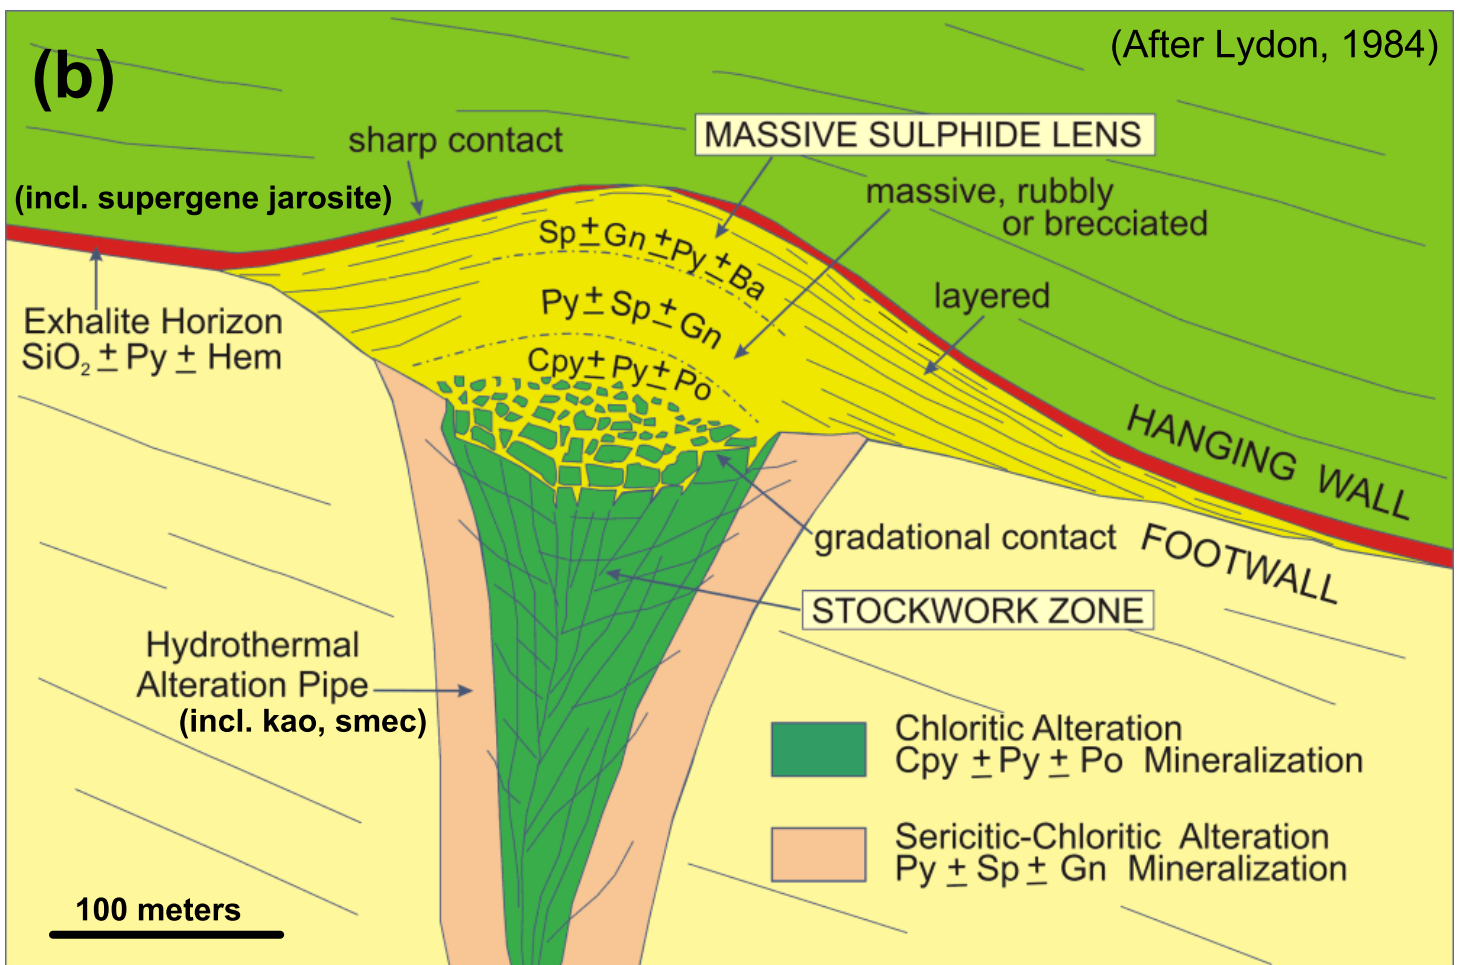 (b)
(After Lydon, 1984)
sharp contact
MASSIVE SULPHIDE LENS
(incl. supergene jarosite)
massive, rubbly
or brecciated
Sp ± Gn ± Py ± Ba
layered
Exhalite Horizon
SiO₂ ± Py ± Hem
Py ± Sp ± Gn
Cpy ± Py ± Po
HANGING WALL
gradational contact
FOOTWALL
STOCKWORK ZONE
Hydrothermal
Alteration Pipe
(incl. kao, smec)
Chloritic Alteration
Cpy ± Py ± Po Mineralization
Sericitic-Chloritic Alteration
Py ± Sp ± Gn Mineralization
100 meters